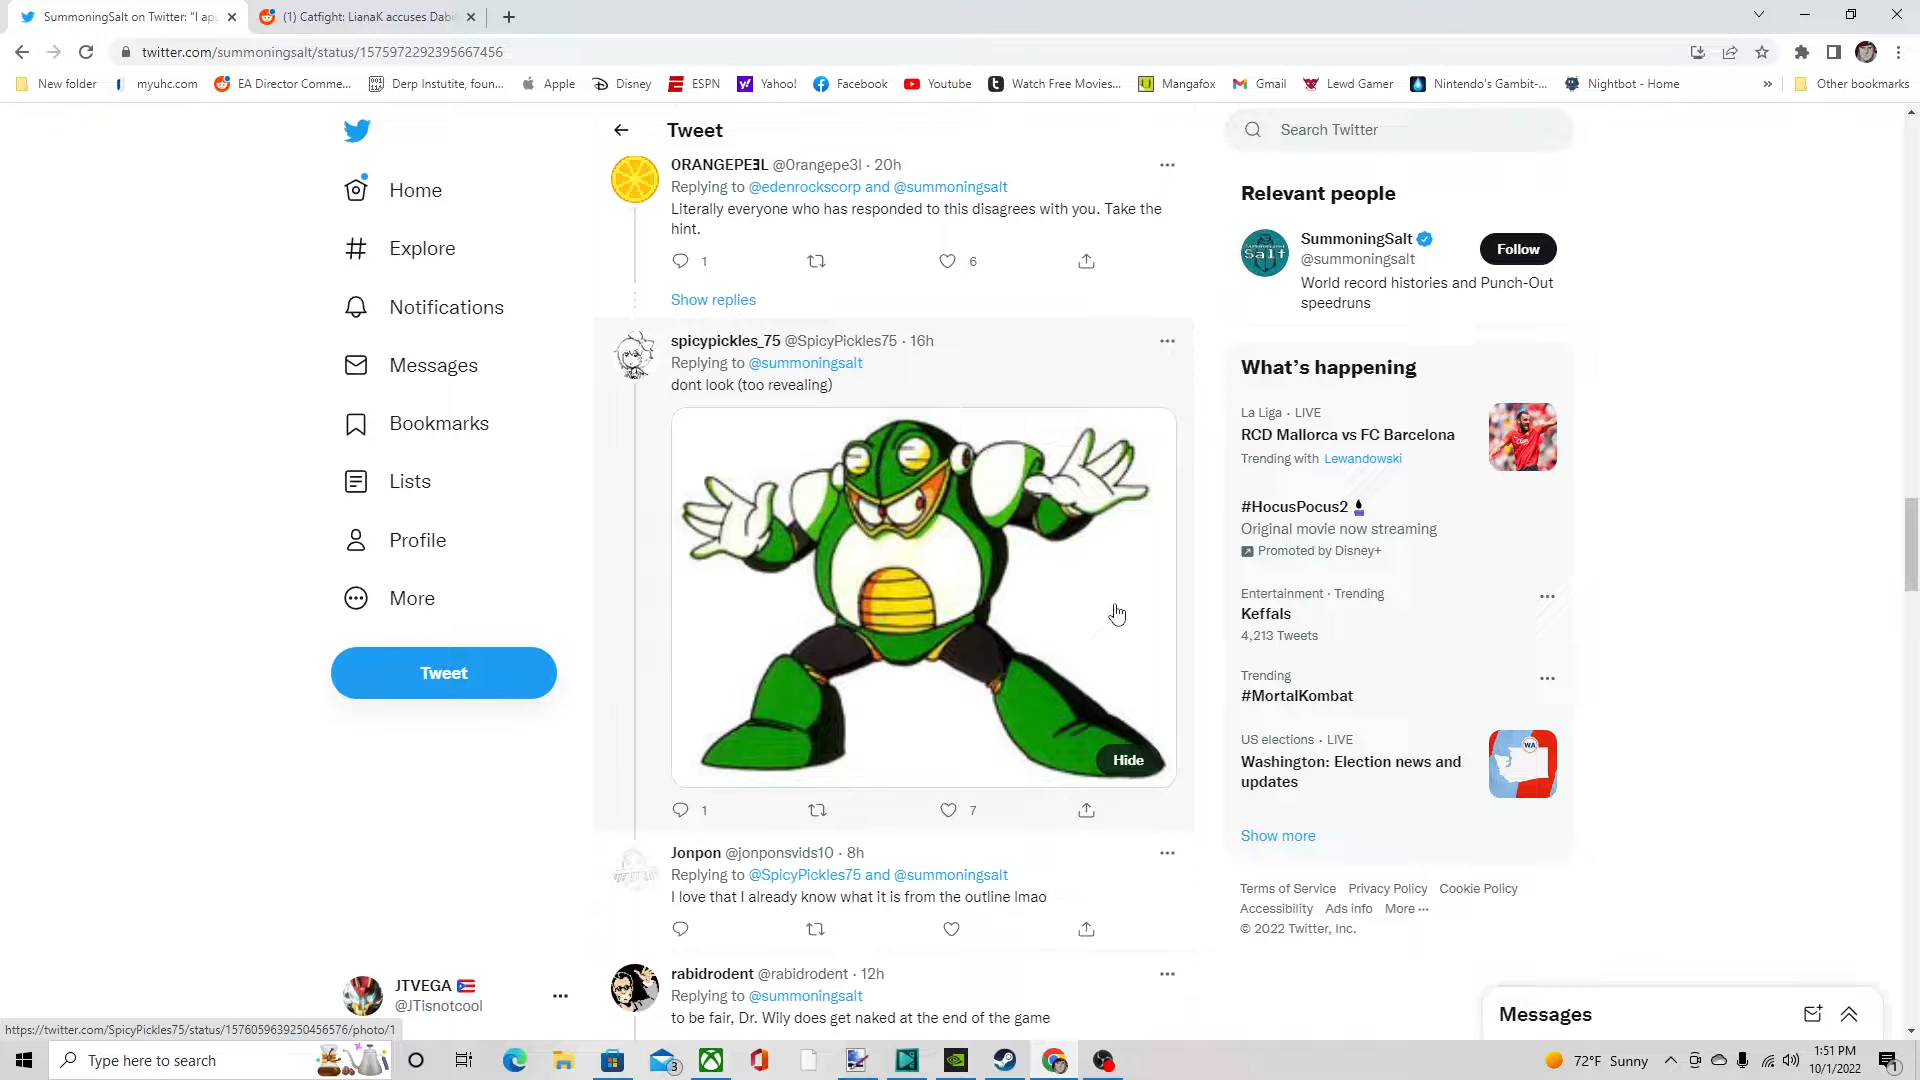 SummoningSalt on Twitter: "I ap
(1) Catfight: LianaK accuses Dabi
twitter.com/summoningsalt/status/1575972292395667456
New folder
myuhc.com
EA Director Comme...
Derp Instutite, foun...
Apple
Disney
ESPN
Yahoo!
Facebook
Youtube
Watch Free Movies...
Mangafox
Gmail
Lewd Gamer
Nintendo's Gambit-...
Nightbot - Home
Other bookmarks
Home
Explore
Notifications
Messages
Bookmarks
Lists
Profile
More
Tweet
JTVEGA
@JTisnotcool
Tweet
0RANGEPEƎL @0rangepe3l · 20h
Replying to @edenrockscorp and @summoningsalt
Literally everyone who has responded to this disagrees with you. Take the
hint.
1
6
Show replies
spicypickles_75 @SpicyPickles75 · 16h
Replying to @summoningsalt
dont look (too revealing)
Hide
1
7
Jonpon @jonponsvids10 · 8h
Replying to @SpicyPickles75 and @summoningsalt
I love that I already know what it is from the outline lmao
rabidrodent @rabidrodent · 12h
Replying to @summoningsalt
to be fair, Dr. Wily does get naked at the end of the game
Search Twitter
Relevant people
Salt
SummoningSalt
@summoningsalt
Follow
World record histories and Punch-Out
speedruns
What's happening
La Liga · LIVE
RCD Mallorca vs FC Barcelona
Trending with Lewandowski
#HocusPocus2
Original movie now streaming
Promoted by Disney+
Entertainment · Trending
Keffals
4,213 Tweets
Trending
#MortalKombat
US elections · LIVE
Washington: Election news and
updates
WA
Show more
Terms of Service Privacy Policy Cookie Policy
Accessibility Ads info More ···
© 2022 Twitter, Inc.
Messages
https://twitter.com/SpicyPickles75/status/1576059639250456576/photo/1
Type here to search
3
72°F Sunny
1:51 PM
10/1/2022
1